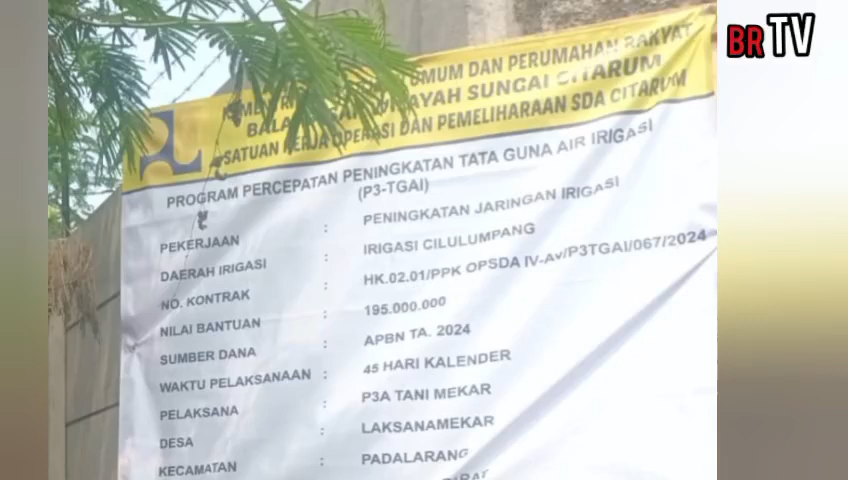 BR TV
UMUM DAN PERUMAHAN RAKYAT
WILAYAH SUNGAI CITARUM
SATUAN KERJA OPERASI DAN PEMELIHARAAN SDA CITARUM
PROGRAM PERCEPATAN PENINGKATAN TATA GUNA AIR IRIGASI
(P3-TGAI)
PEKERJAAN : PENINGKATAN JARINGAN IRIGASI
DAERAH IRIGASI : IRIGASI CILULUMPANG
NO. KONTRAK : HK.02.01/PPK OPSDA IV-Av/P3TGAI/067/2024
NILAI BANTUAN : 195.000.000
SUMBER DANA : APBN TA. 2024
WAKTU PELAKSANAAN : 45 HARI KALENDER
PELAKSANA : P3A TANI MEKAR
DESA : LAKSANAMEKAR
KECAMATAN : PADALARANG